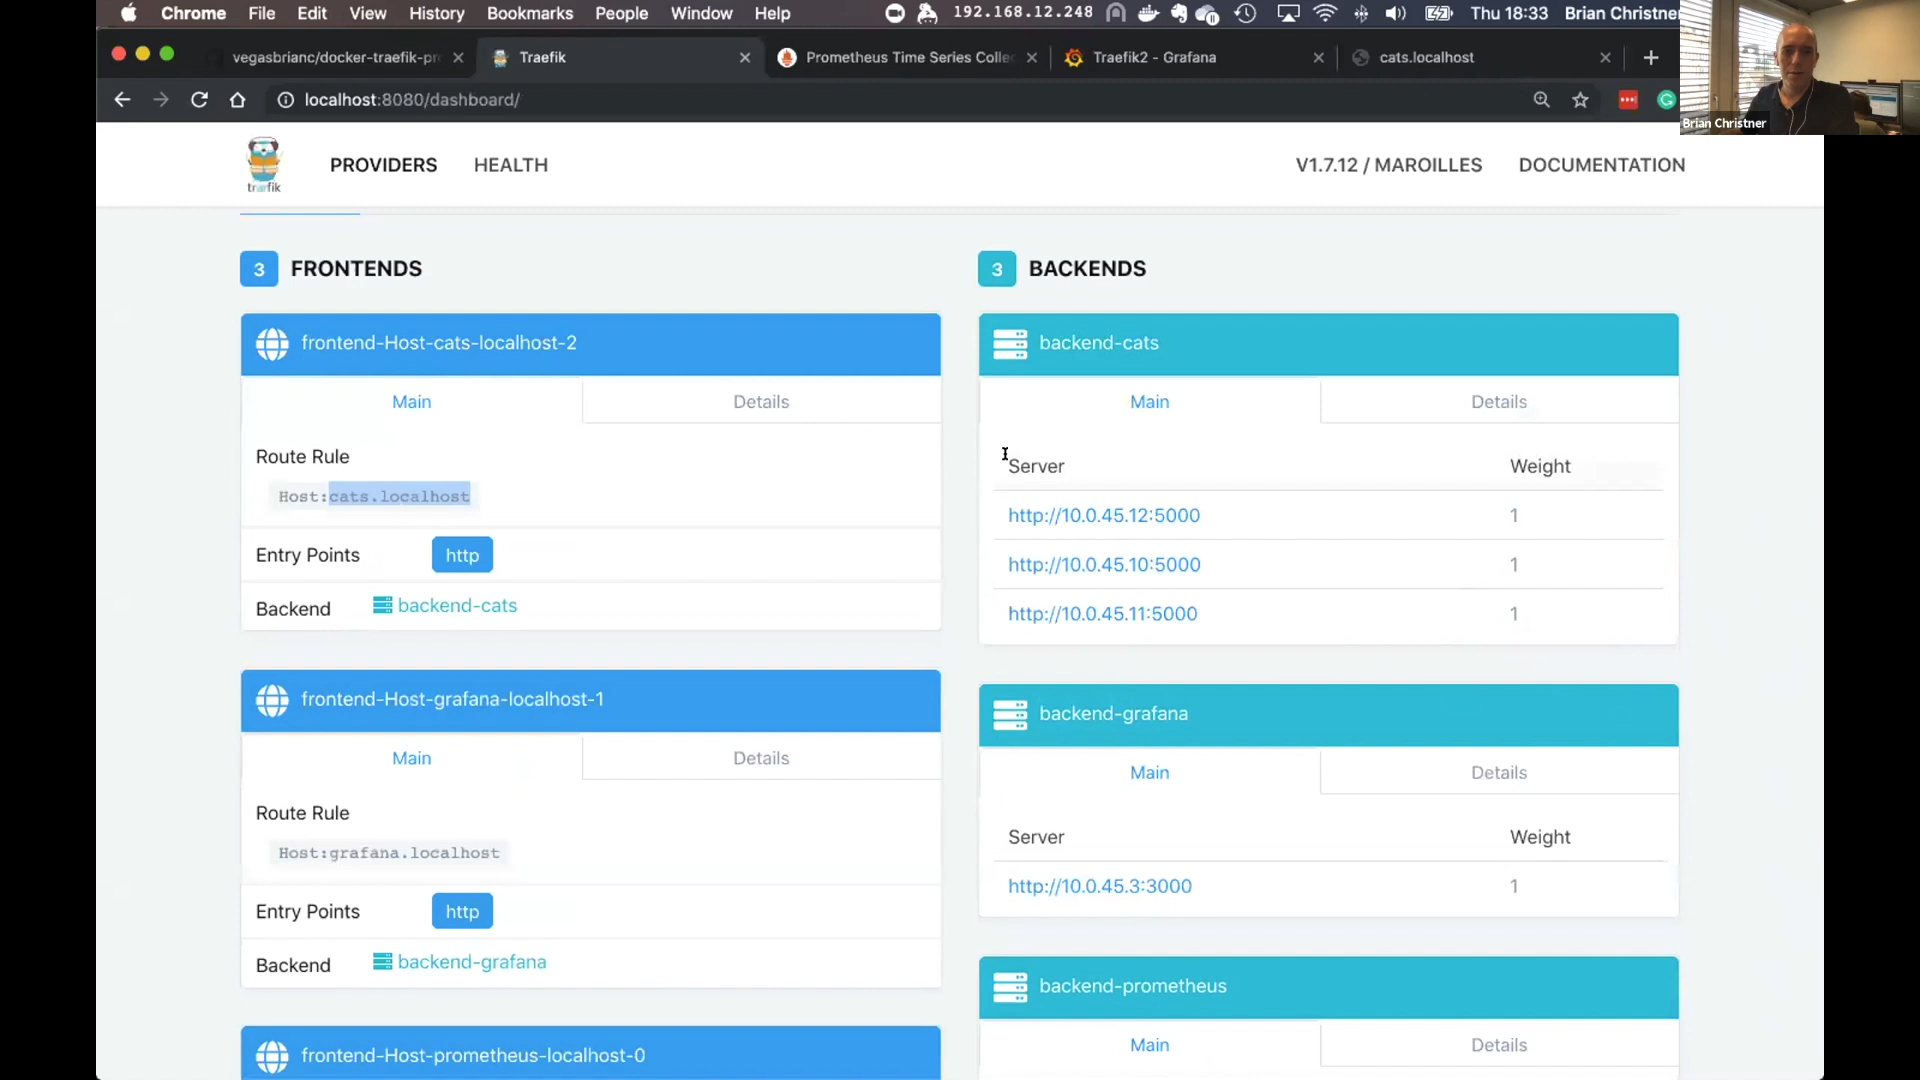 Chrome File Edit View History Bookmarks People Window Help 192.168.12.248 Thu 18:33 Brian Christner
vegasbrianc/docker-traefik-pr Traefik Prometheus Time Series Collec Traefik2 - Grafana cats.localhost
localhost:8080/dashboard/
Brian Christner
træfik PROVIDERS HEALTH V1.7.12 / MAROILLES DOCUMENTATION
3 FRONTENDS
frontend-Host-cats-localhost-2
Main Details
Route Rule
Host:cats.localhost
Entry Points http
Backend backend-cats
frontend-Host-grafana-localhost-1
Main Details
Route Rule
Host:grafana.localhost
Entry Points http
Backend backend-grafana
frontend-Host-prometheus-localhost-0
3 BACKENDS
backend-cats
Main Details
Server Weight
http://10.0.45.12:5000 1
http://10.0.45.10:5000 1
http://10.0.45.11:5000 1
backend-grafana
Main Details
Server Weight
http://10.0.45.3:3000 1
backend-prometheus
Main Details